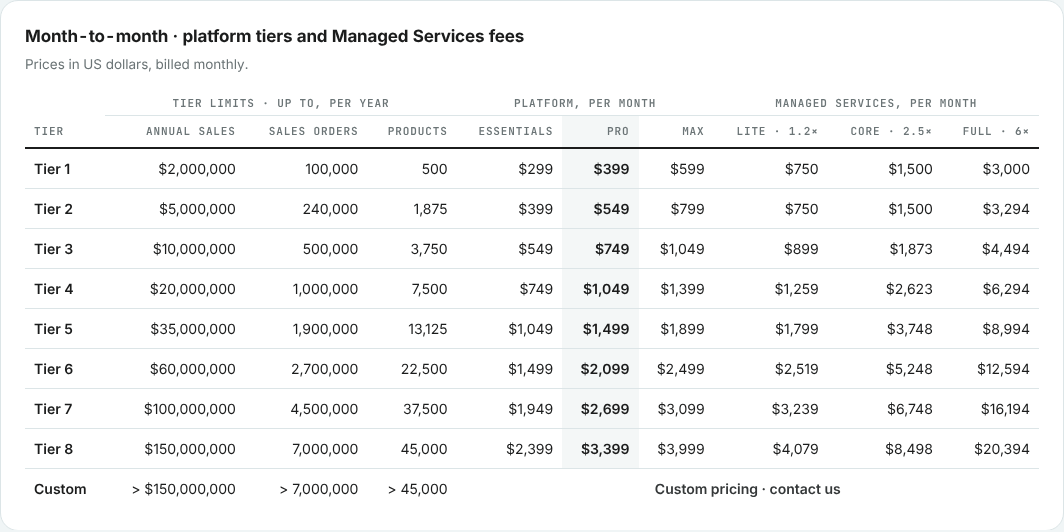 Month-to-month · platform tiers and Managed Services fees
Prices in US dollars, billed monthly.
TIER LIMITS · UP TO, PER YEAR PLATFORM, PER MONTH MANAGED SERVICES, PER MONTH
TIER ANNUAL SALES SALES ORDERS PRODUCTS ESSENTIALS PRO MAX LITE · 1.2× CORE · 2.5× FULL · 6×
Tier 1 $2,000,000 100,000 500 $299 $399 $599 $750 $1,500 $3,000
Tier 2 $5,000,000 240,000 1,875 $399 $549 $799 $750 $1,500 $3,294
Tier 3 $10,000,000 500,000 3,750 $549 $749 $1,049 $899 $1,873 $4,494
Tier 4 $20,000,000 1,000,000 7,500 $749 $1,049 $1,399 $1,259 $2,623 $6,294
Tier 5 $35,000,000 1,900,000 13,125 $1,049 $1,499 $1,899 $1,799 $3,748 $8,994
Tier 6 $60,000,000 2,700,000 22,500 $1,499 $2,099 $2,499 $2,519 $5,248 $12,594
Tier 7 $100,000,000 4,500,000 37,500 $1,949 $2,699 $3,099 $3,239 $6,748 $16,194
Tier 8 $150,000,000 7,000,000 45,000 $2,399 $3,399 $3,999 $4,079 $8,498 $20,394
Custom > $150,000,000 > 7,000,000 > 45,000 Custom pricing · contact us